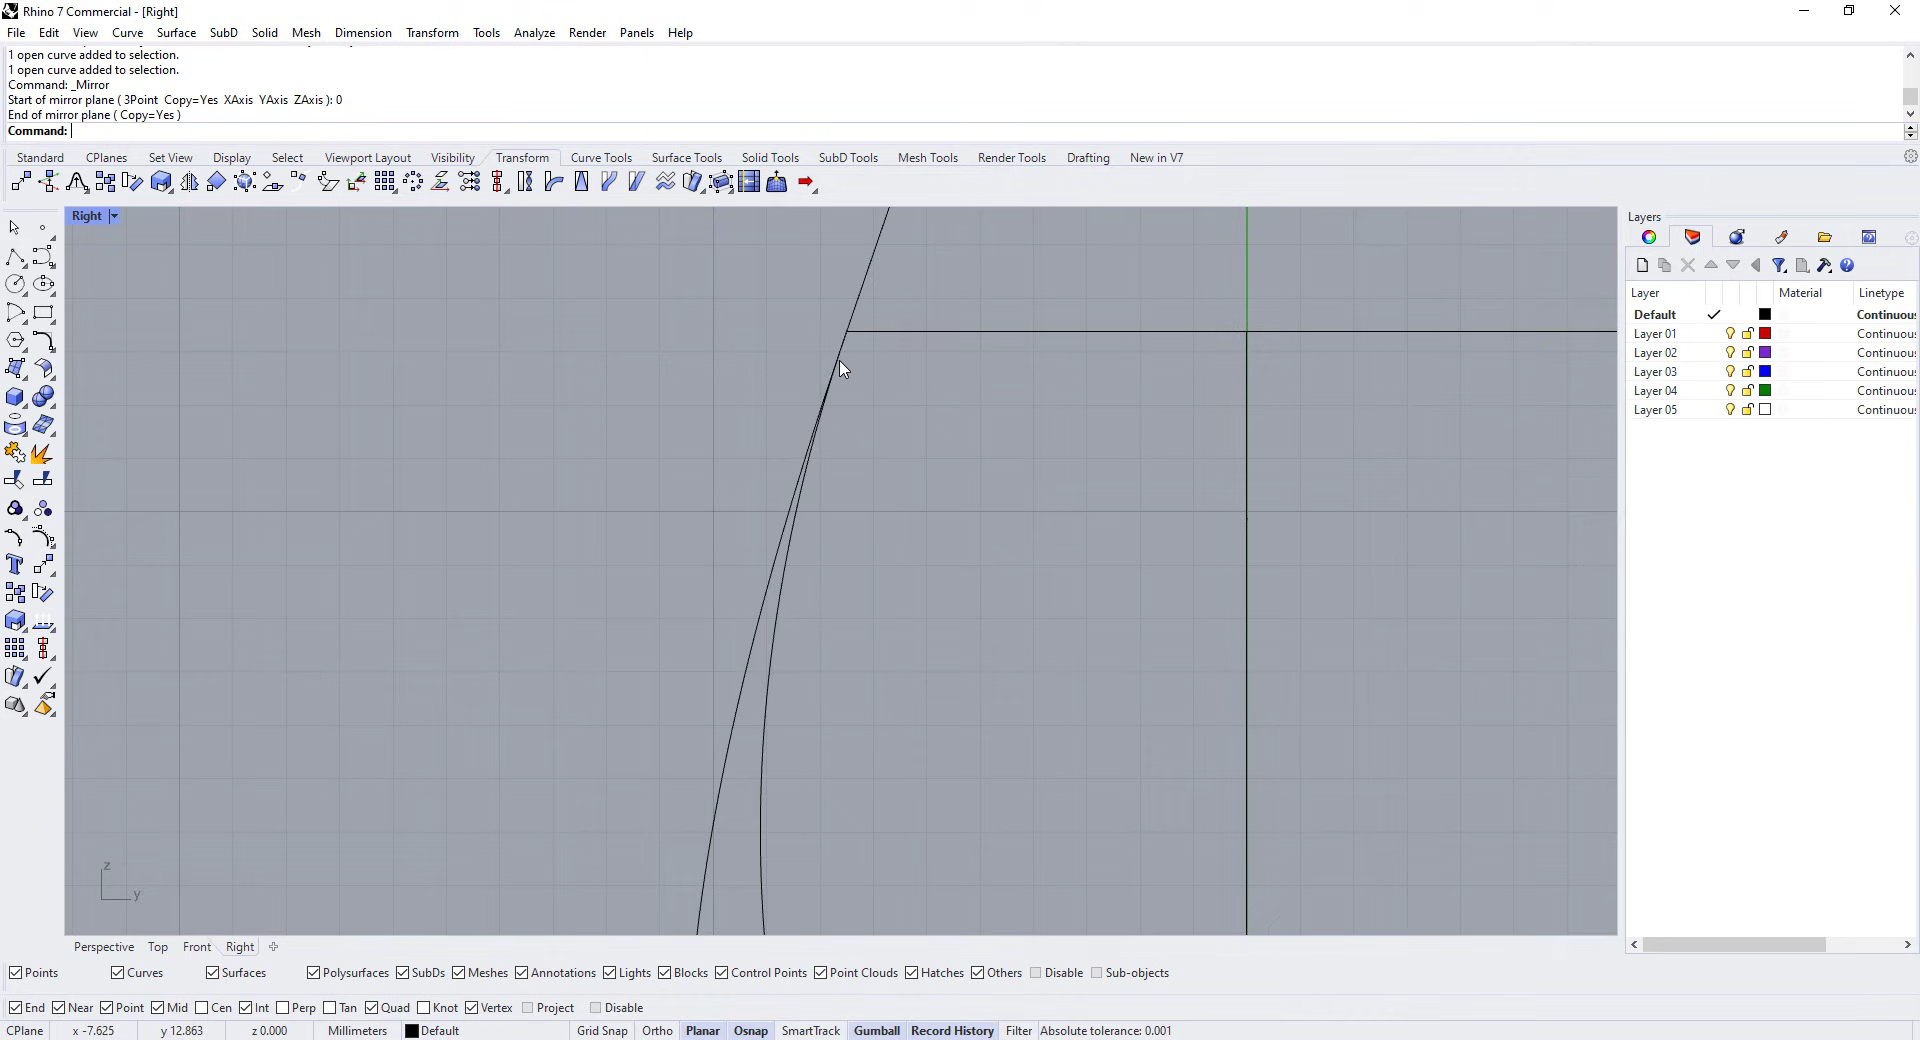 Rhino 7 Commercial - [Right]
File Edit View Curve Surface SubD Solid Mesh Dimension Transform Tools Analyze Render Panels Help
1 open curve added to selection.
1 open curve added to selection.
Command: _Mirror
Start of mirror plane ( 3Point Copy=Yes XAxis YAxis ZAxis ): 0
End of mirror plane ( Copy=Yes )
Command:
Standard CPlanes Set View Display Select Viewport Layout Visibility Transform Curve Tools Surface Tools Solid Tools SubD Tools Mesh Tools Render Tools Drafting New in V7
Right
Layers
Layer Material Linetype
Default Continuous
Layer 01 Continuou
Layer 02 Continuou
Layer 03 Continuou
Layer 04 Continuou
Layer 05 Continuou
z
y
Perspective Top Front Right
Points Curves Surfaces Polysurfaces SubDs Meshes Annotations Lights Blocks Control Points Point Clouds Hatches Others Disable Sub-objects
End Near Point Mid Cen Int Perp Tan Quad Knot Vertex Project Disable
CPlane x -7.625 y 12.863 z 0.000 Millimeters Default Grid Snap Ortho Planar Osnap SmartTrack Gumball Record History Filter Absolute tolerance: 0.001